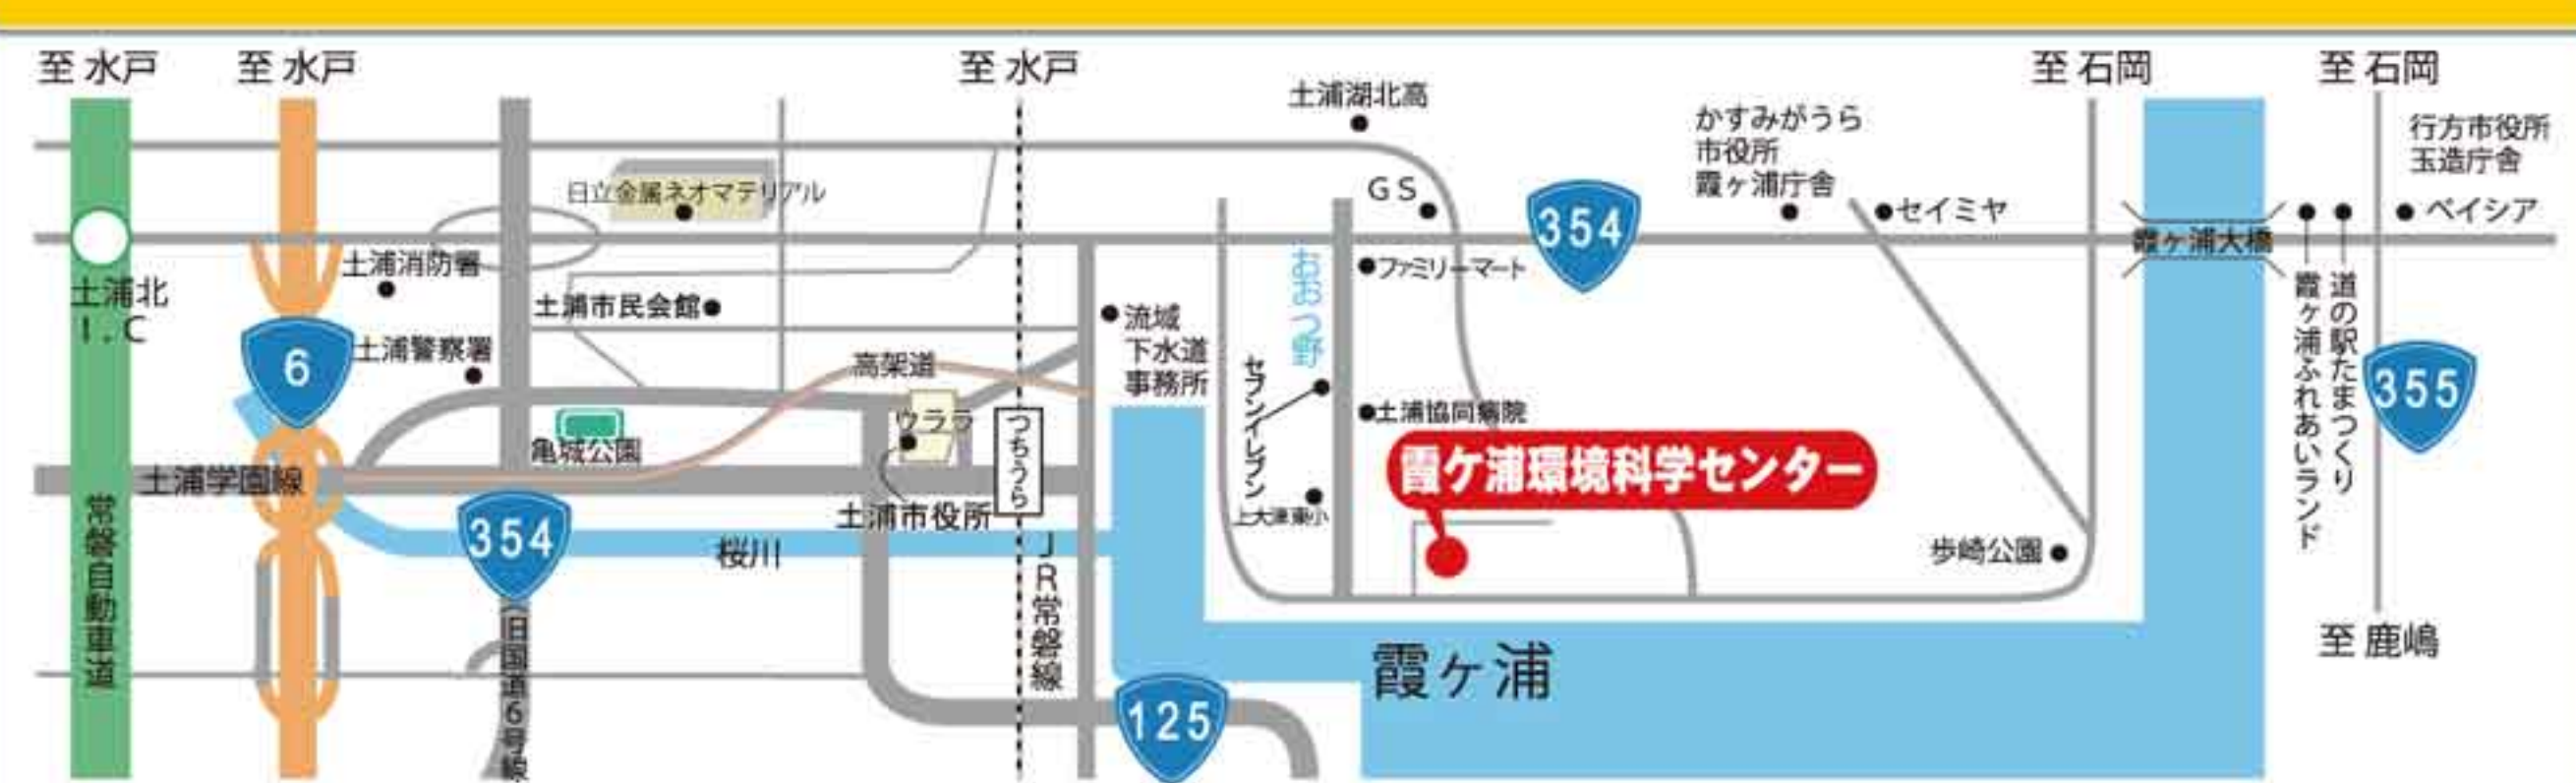 至 水戸
至 水戸
至 水戸
至 石岡
至 石岡
土浦湖北高
かすみがうら
市役所
霞ヶ浦庁舎
行方市役所
玉造庁舎
日立金属ネオマテリアル
GS
354
セイミヤ
ベイシア
霞ヶ浦大橋
土浦消防署
おおつ野
ファミリーマート
土浦北
I.C
土浦市民会館
流域
下水道
事務所
霞ヶ浦ふれあいランド
道の駅たまつくり
6
土浦警察署
高架道
セブンイレブン
355
ウララ
つちうら
土浦協同病院
亀城公園
霞ケ浦環境科学センター
土浦学園線
常磐自動車道
354
土浦市役所
上大津東小
桜川
JR常磐線
歩崎公園
(旧国道6号線
霞ヶ浦
至 鹿嶋
125